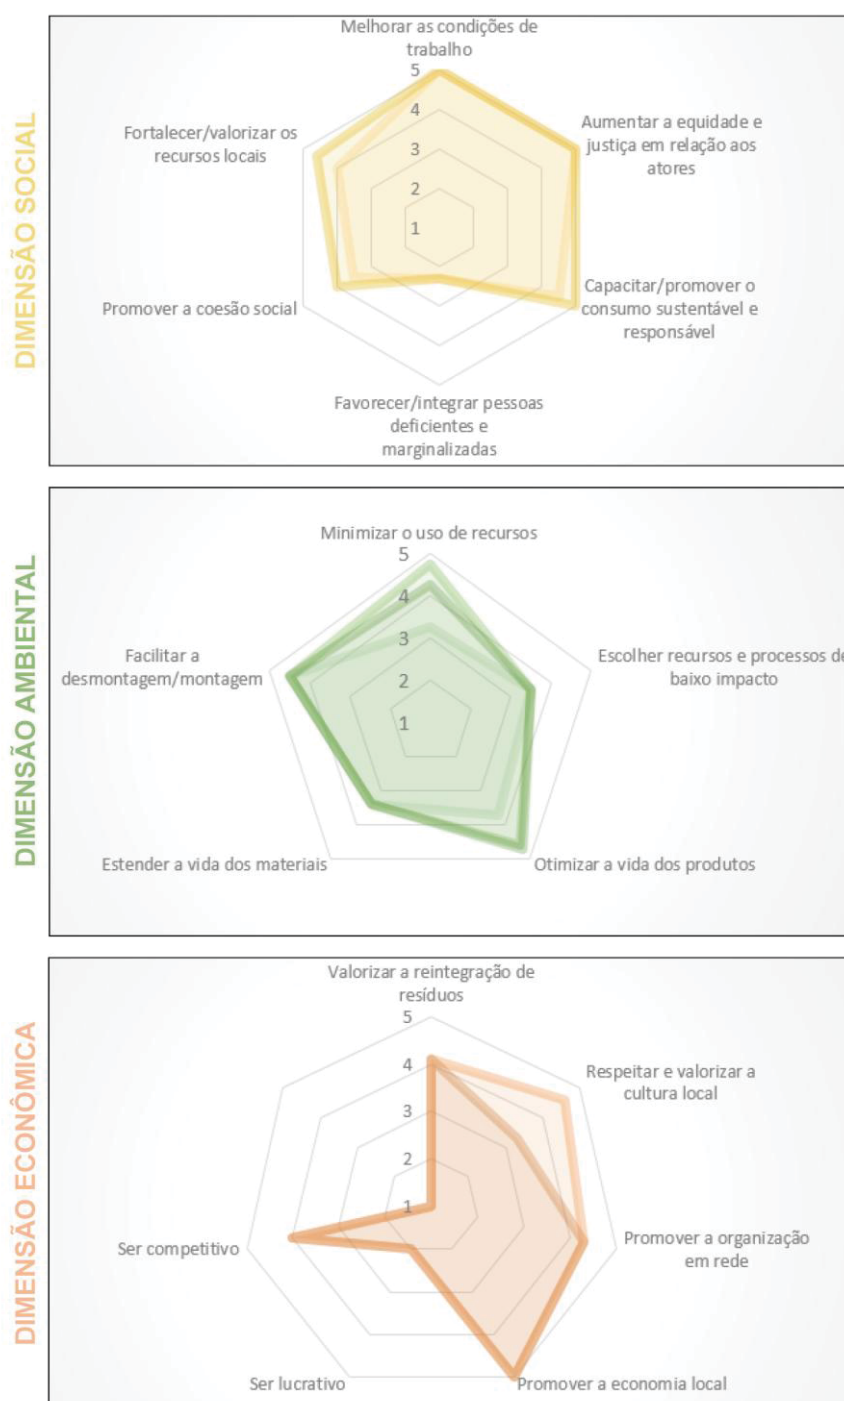 DIMENSÃO SOCIAL
Melhorar as condições de
trabalho
5
4
3
2
1
Fortalecer/valorizar os
recursos locais
Aumentar a equidade e
justiça em relação aos
atores
Promover a coesão social
Capacitar/promover o
consumo sustentável e
responsável
Favorecer/integrar pessoas
deficientes e
marginalizadas
DIMENSÃO AMBIENTAL
Minimizar o uso de recursos
5
4
3
2
1
Facilitar a
desmontagem/montagem
Escolher recursos e processos de
baixo impacto
Estender a vida dos materiais
Otimizar a vida dos produtos
DIMENSÃO ECONÔMICA
Valorizar a reintegração de
resíduos
5
4
3
2
1
Respeitar e valorizar a
cultura local
Ser competitivo
Promover a organização
em rede
Ser lucrativo
Promover a economia local